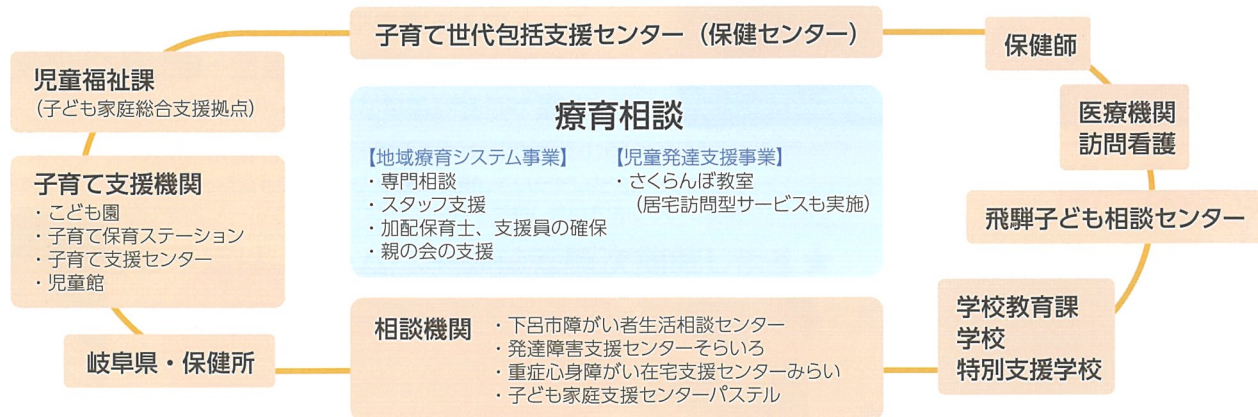 子育て世代包括支援センター（保健センター）
保健師
医療機関
訪問看護
飛騨子ども相談センター
学校教育課
学校
特別支援学校
相談機関
・下呂市障がい者生活相談センター
・発達障害支援センターそらいろ
・重症心身障がい在宅支援センターみらい
・子ども家庭支援センターパステル
岐阜県・保健所
子育て支援機関
・こども園
・子育て保育ステーション
・子育て支援センター
・児童館
児童福祉課
（子ども家庭総合支援拠点）
療育相談
【地域療育システム事業】
・専門相談
・スタッフ支援
・加配保育士、支援員の確保
・親の会の支援
【児童発達支援事業】
・さくらんぼ教室
（居宅訪問型サービスも実施）